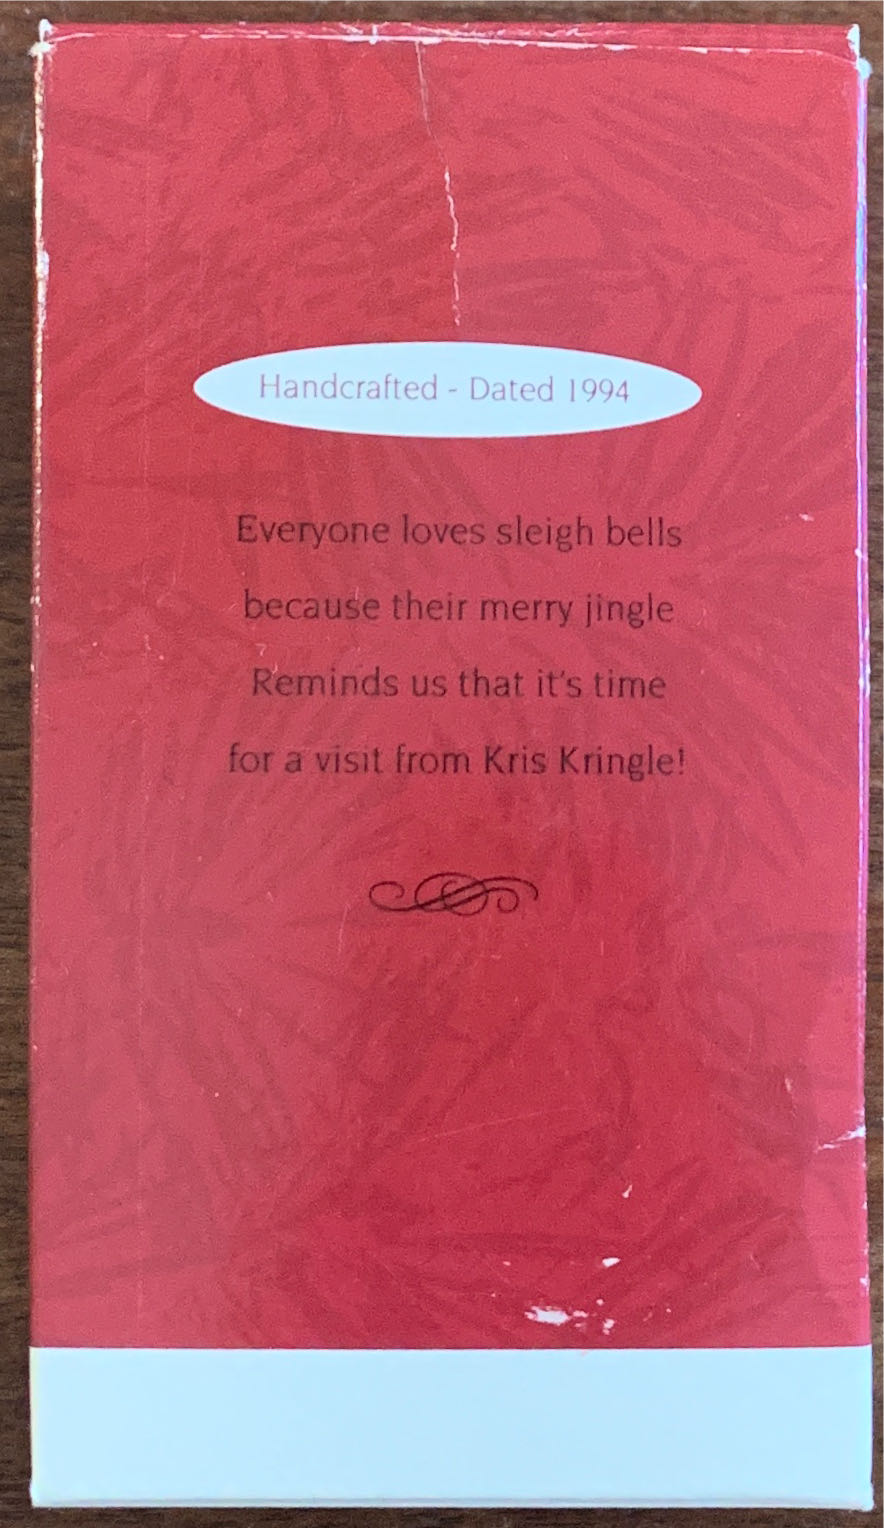 Handcrafted - Dated 1994
Everyone loves sleigh bells
because their merry jingle
Reminds us that it's time
for a visit from Kris Kringle!